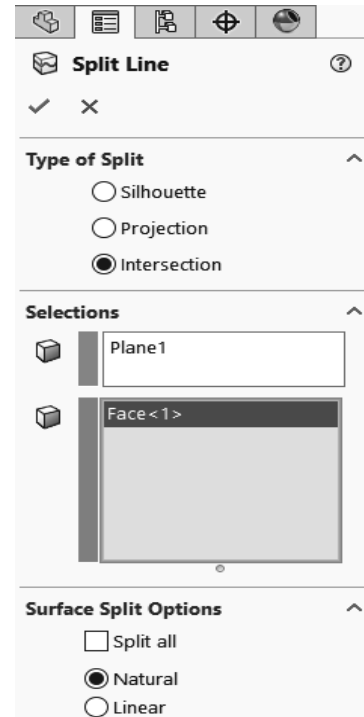 Split Line
?
Type of Split
Silhouette
Projection
Intersection
Selections
Plane1
Face<1>
Surface Split Options
Split all
Natural
Linear